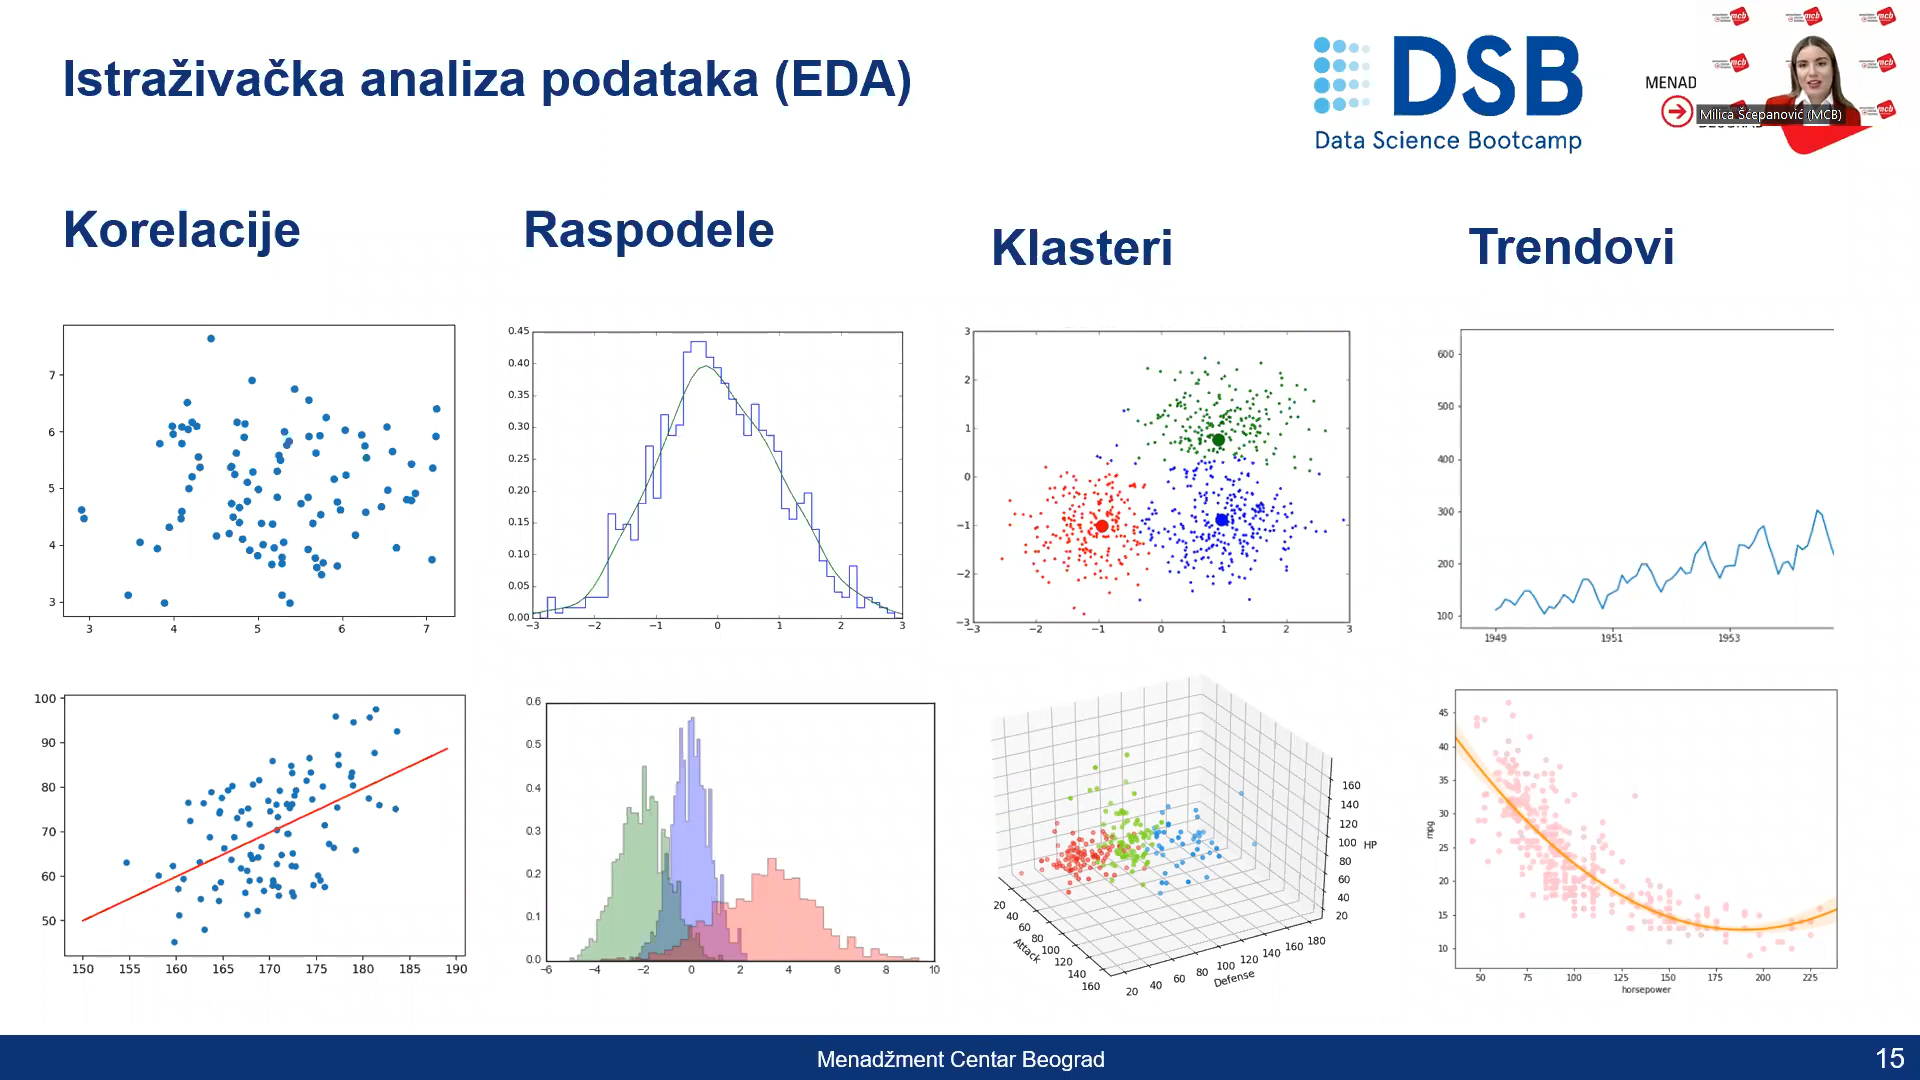 Istraživačka analiza podataka (EDA)
DSB
Data Science Bootcamp
MENAD
mcb
Milica Šćepanović (MCB)
Korelacije
Raspodele
Klasteri
Trendovi
7
6
5
4
3
3 4 5 6 7
0.45
0.40
0.35
0.30
0.25
0.20
0.15
0.10
0.05
0.00
−3 −2 −1 0 1 2 3
3
2
1
0
−1
−2
−3
−3 −2 −1 0 1 2 3
600
500
400
300
200
100
1949 1951 1953
100
90
80
70
60
50
150 155 160 165 170 175 180 185 190
0.6
0.5
0.4
0.3
0.2
0.1
0.0
-6 -4 -2 0 2 4 6 8 10
160
140
120
100
80
60
40
20
HP
20 40 60 80 100 120 140 160
Attack
20 40 60 80 100 120 140 160 180
Defense
45
40
35
30
25
20
15
10
mpg
50 75 100 125 150 175 200 225
horsepower
Menadžment Centar Beograd
15